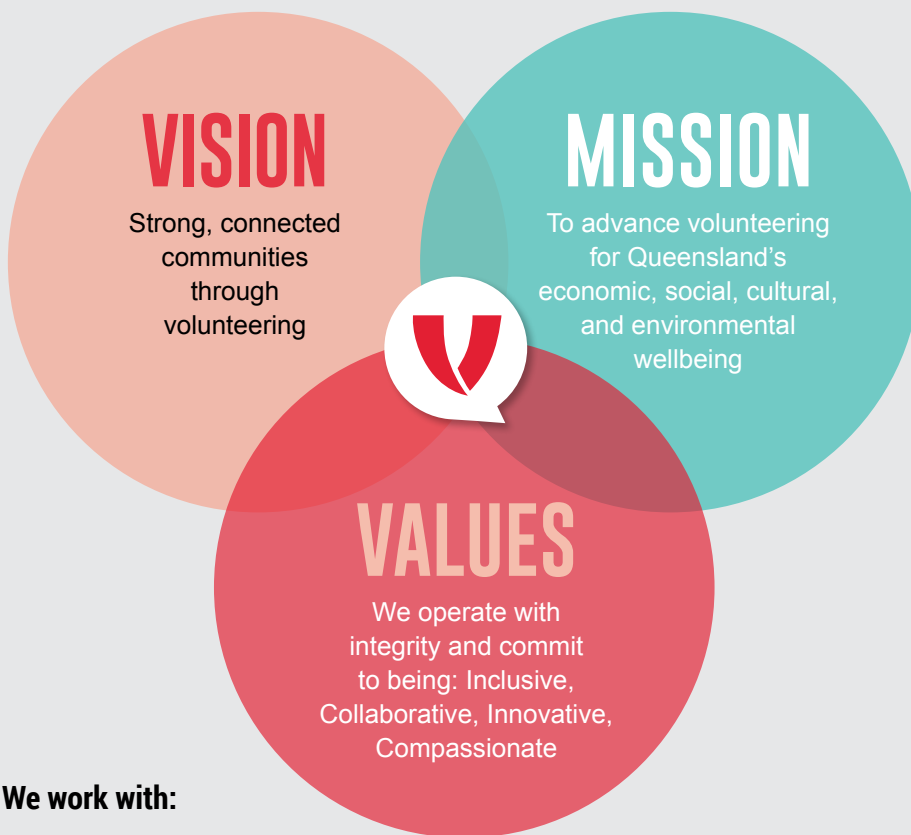 VISION
Strong, connected
communities
through
volunteering
MISSION
To advance volunteering
for Queensland’s
economic, social, cultural,
and environmental
wellbeing
VALUES
We operate with
integrity and commit
to being: Inclusive,
Collaborative, Innovative,
Compassionate
We work with: